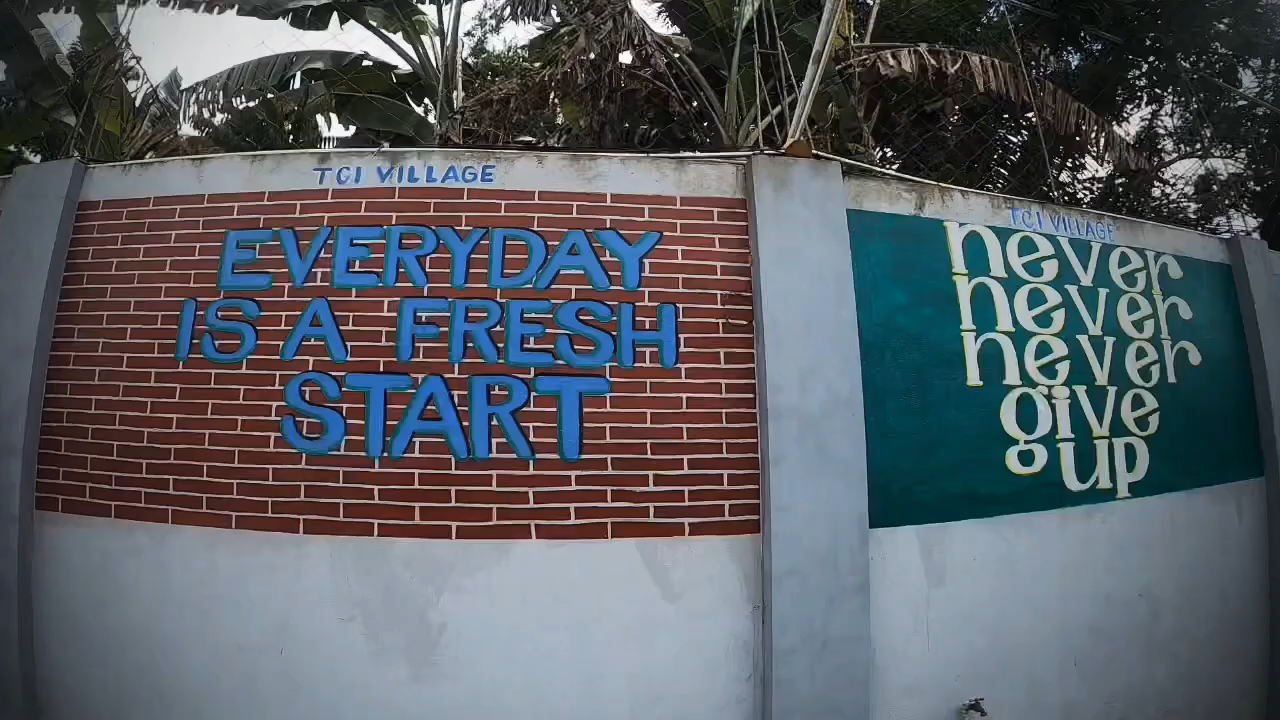 TCI VILLAGE
EVERYDAY
IS A FRESH
START
TCI VILLAGE
never
never
never
give
up